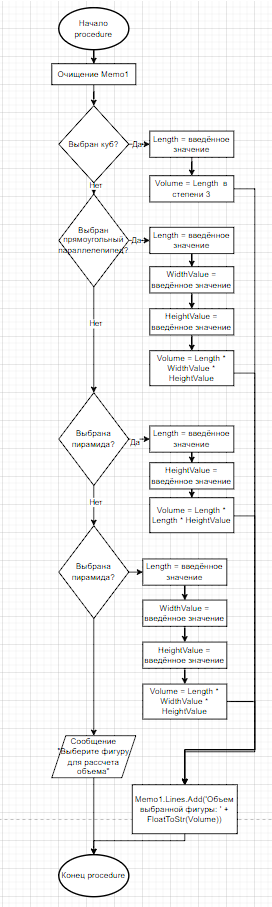 Начало
procedure
Очищение Memo1
Выбран куб?
Да
Length = введённое
значение
Нет
Volume = Length в
степени 3
Выбран
прямоугольный
параллелепипед?
Да
Length = введённое
значение
WidthValue =
введённое значение
HeightValue =
введённое значение
Нет
Volume = Length *
WidthValue *
HeightValue
Выбрана
пирамида?
Да
Length = введённое
значение
HeightValue =
введённое значение
Нет
Volume = Length *
Length * HeightValue
Выбрана
пирамида?
Length = введённое
значение
WidthValue =
введённое значение
HeightValue =
введённое значение
Volume = Length *
WidthValue *
HeightValue
Сообщение
"Выберите фигуру
для рассчета
объема"
Memo1.Lines.Add('Объем
выбранной фигуры: ' +
FloatToStr(Volume))
Конец procedure